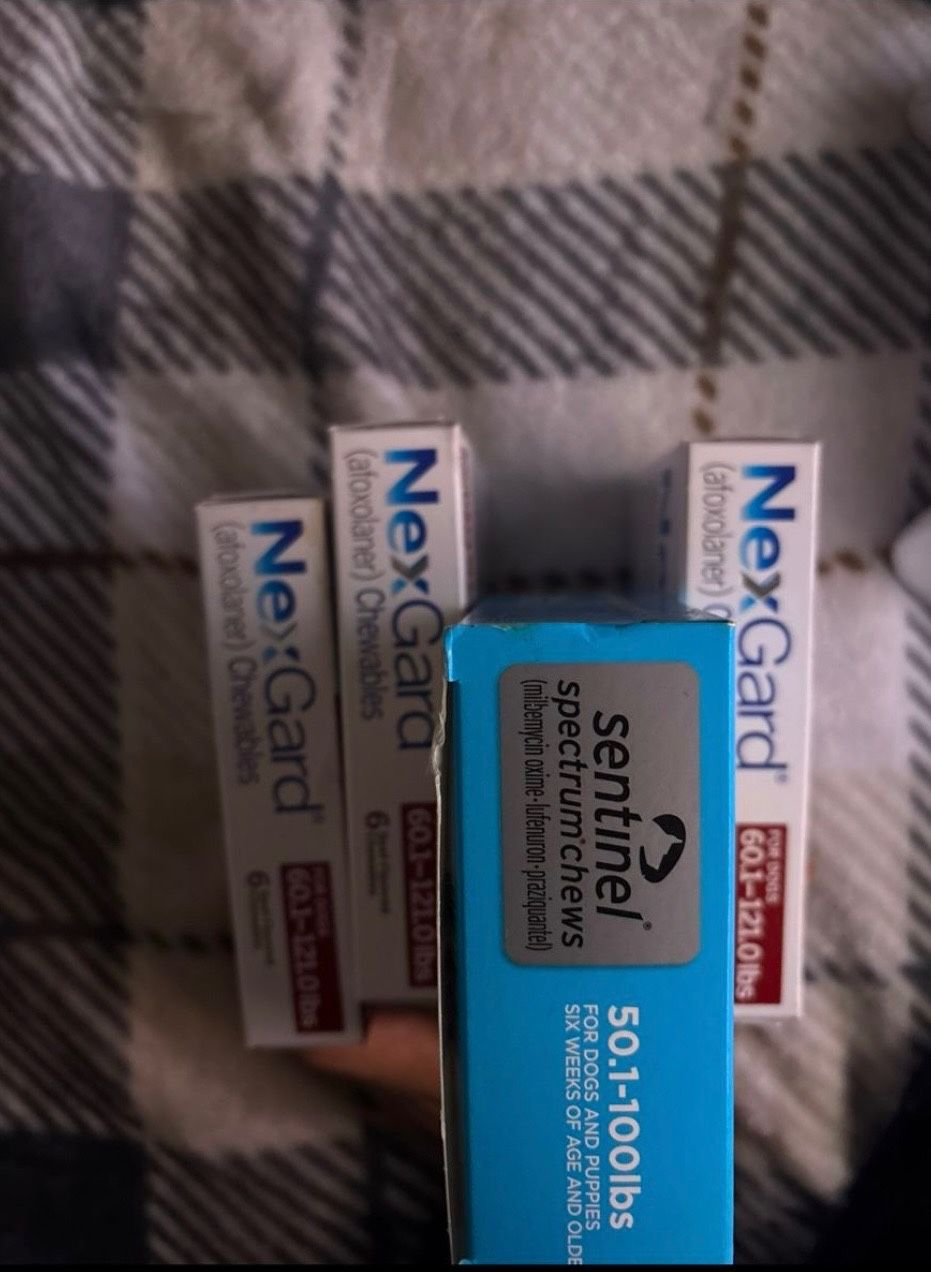 NexGard®
(afoxolaner) Chewables
FOR DOGS
60.1–121.0 lbs
6
NexGard
(afoxolaner) Chewables
60.1–121.0 lbs
6
sentinel®
spectrum® chews
(milbemycin oxime · lufenuron · praziquantel)
50.1-100lbs
FOR DOGS AND PUPPIES
SIX WEEKS OF AGE AND OLDE
NexGard®
(afoxolaner) C
FOR DOGS
60.1–121.0 lbs